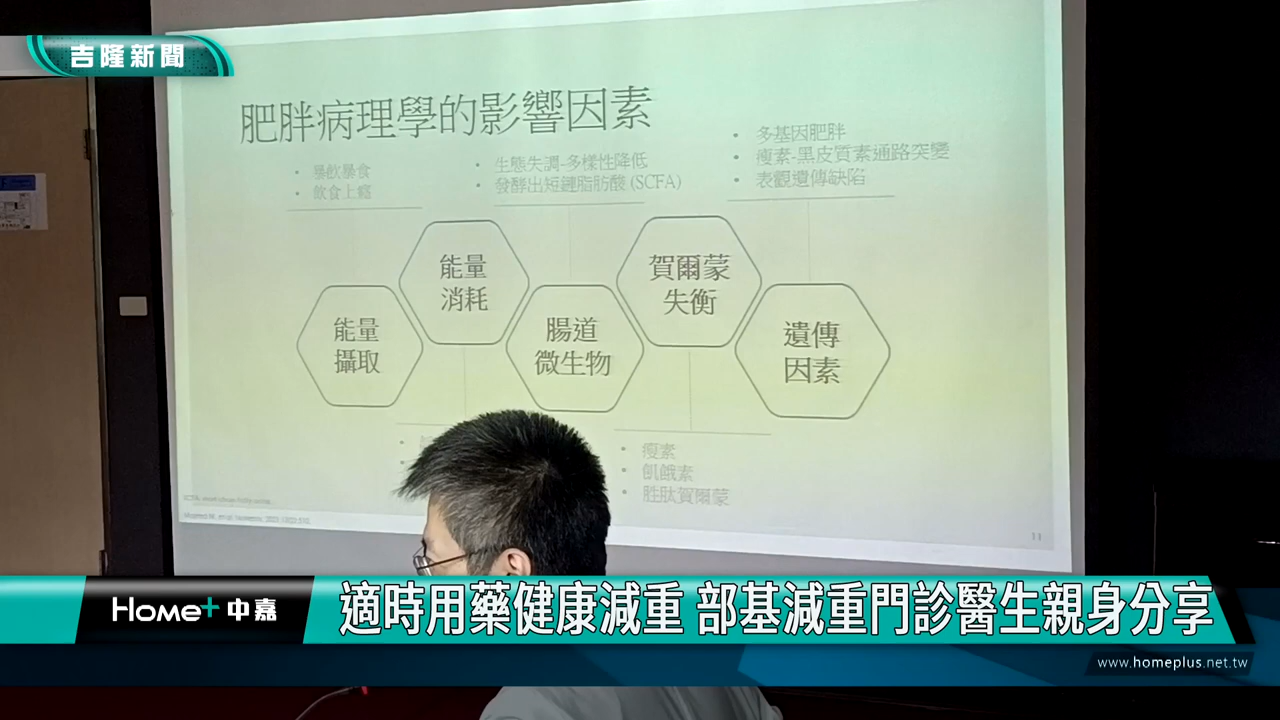 吉隆新聞
肥胖病理學的影響因素
• 暴飲暴食
• 飲食上癮
• 生態失調-多樣性降低
• 發酵出短鏈脂肪酸 (SCFA)
• 多基因肥胖
• 瘦素-黑皮質素通路突變
• 表觀遺傳缺陷
能量
攝取
能量
消耗
腸道
微生物
賀爾蒙
失衡
遺傳
因素
• 瘦素
• 飢餓素
• 胜肽賀爾蒙
11
Home+ 中嘉
適時用藥健康減重 部基減重門診醫生親身分享
www.homeplus.net.tw